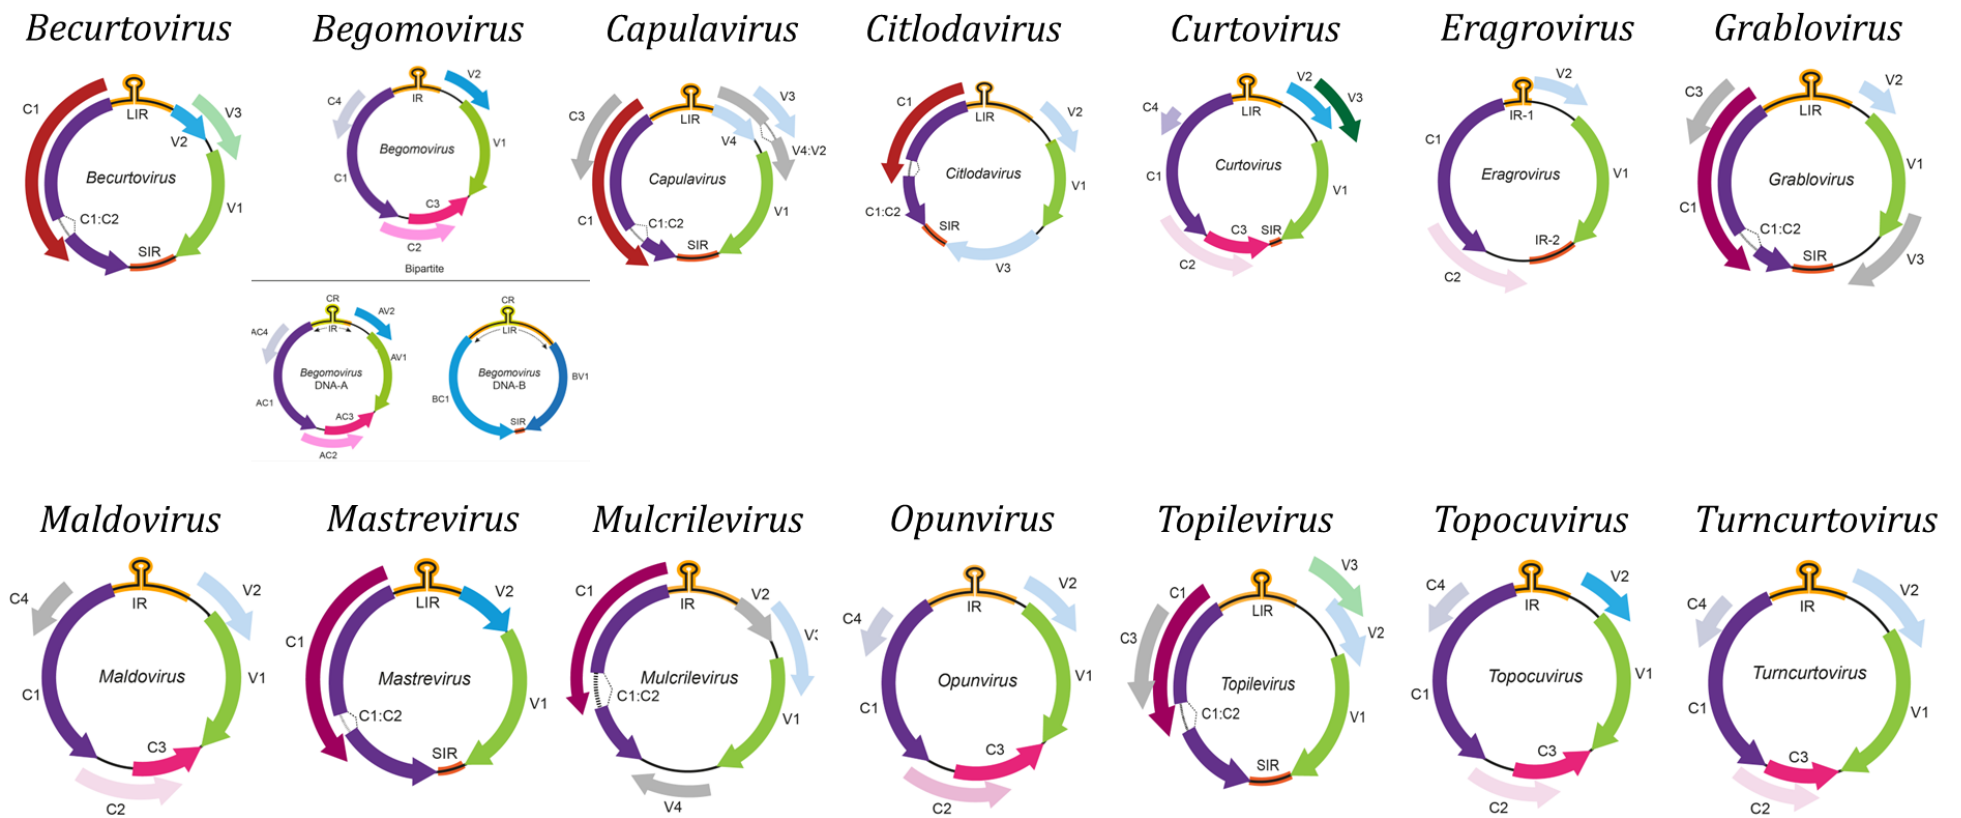 Becurtovirus
Begomovirus
Capulavirus
Citlodavirus
Curtovirus
Eragrovirus
Grablovirus
C1
LIR
V3
V2
Becurtovirus
C1:C2
V1
SIR
C4
IR
V2
Begomovirus
V1
C1
C3
C2
Bipartite
CR
AV2
AC4
IR
AV1
Begomovirus
DNA-A
AC1
AC3
AC2
CR
LIR
Begomovirus
DNA-B
BV1
BC1
SIR
C3
LIR
V3
V4
V4:V2
Capulavirus
C1
C1:C2
V1
SIR
C1
LIR
V2
Citlodavirus
V1
C1:C2
SIR
V3
C4
LIR
V2
V3
Curtovirus
C1
V1
C3
SIR
C2
V2
IR-1
C1
Eragrovirus
V1
IR-2
C2
C3
LIR
V2
V1
Grablovirus
C1
C1:C2
SIR
V3
Maldovirus
Mastrevirus
Mulcrilevirus
Opunvirus
Topilevirus
Topocuvirus
Turncurtovirus
C4
IR
V2
Maldovirus
C1
V1
C3
C2
C1
LIR
V2
Mastrevirus
C1:C2
V1
SIR
C1
IR
V2
V3
Mulcrilevirus
C1:C2
V1
V4
C4
IR
V2
Opunvirus
V1
C1
C3
C2
C1
LIR
V3
V2
C3
Topilevirus
C1:C2
V1
SIR
C4
IR
V2
Topocuvirus
V1
C1
C3
C2
C4
IR
V2
Turncurtovirus
C1
V1
C3
C2